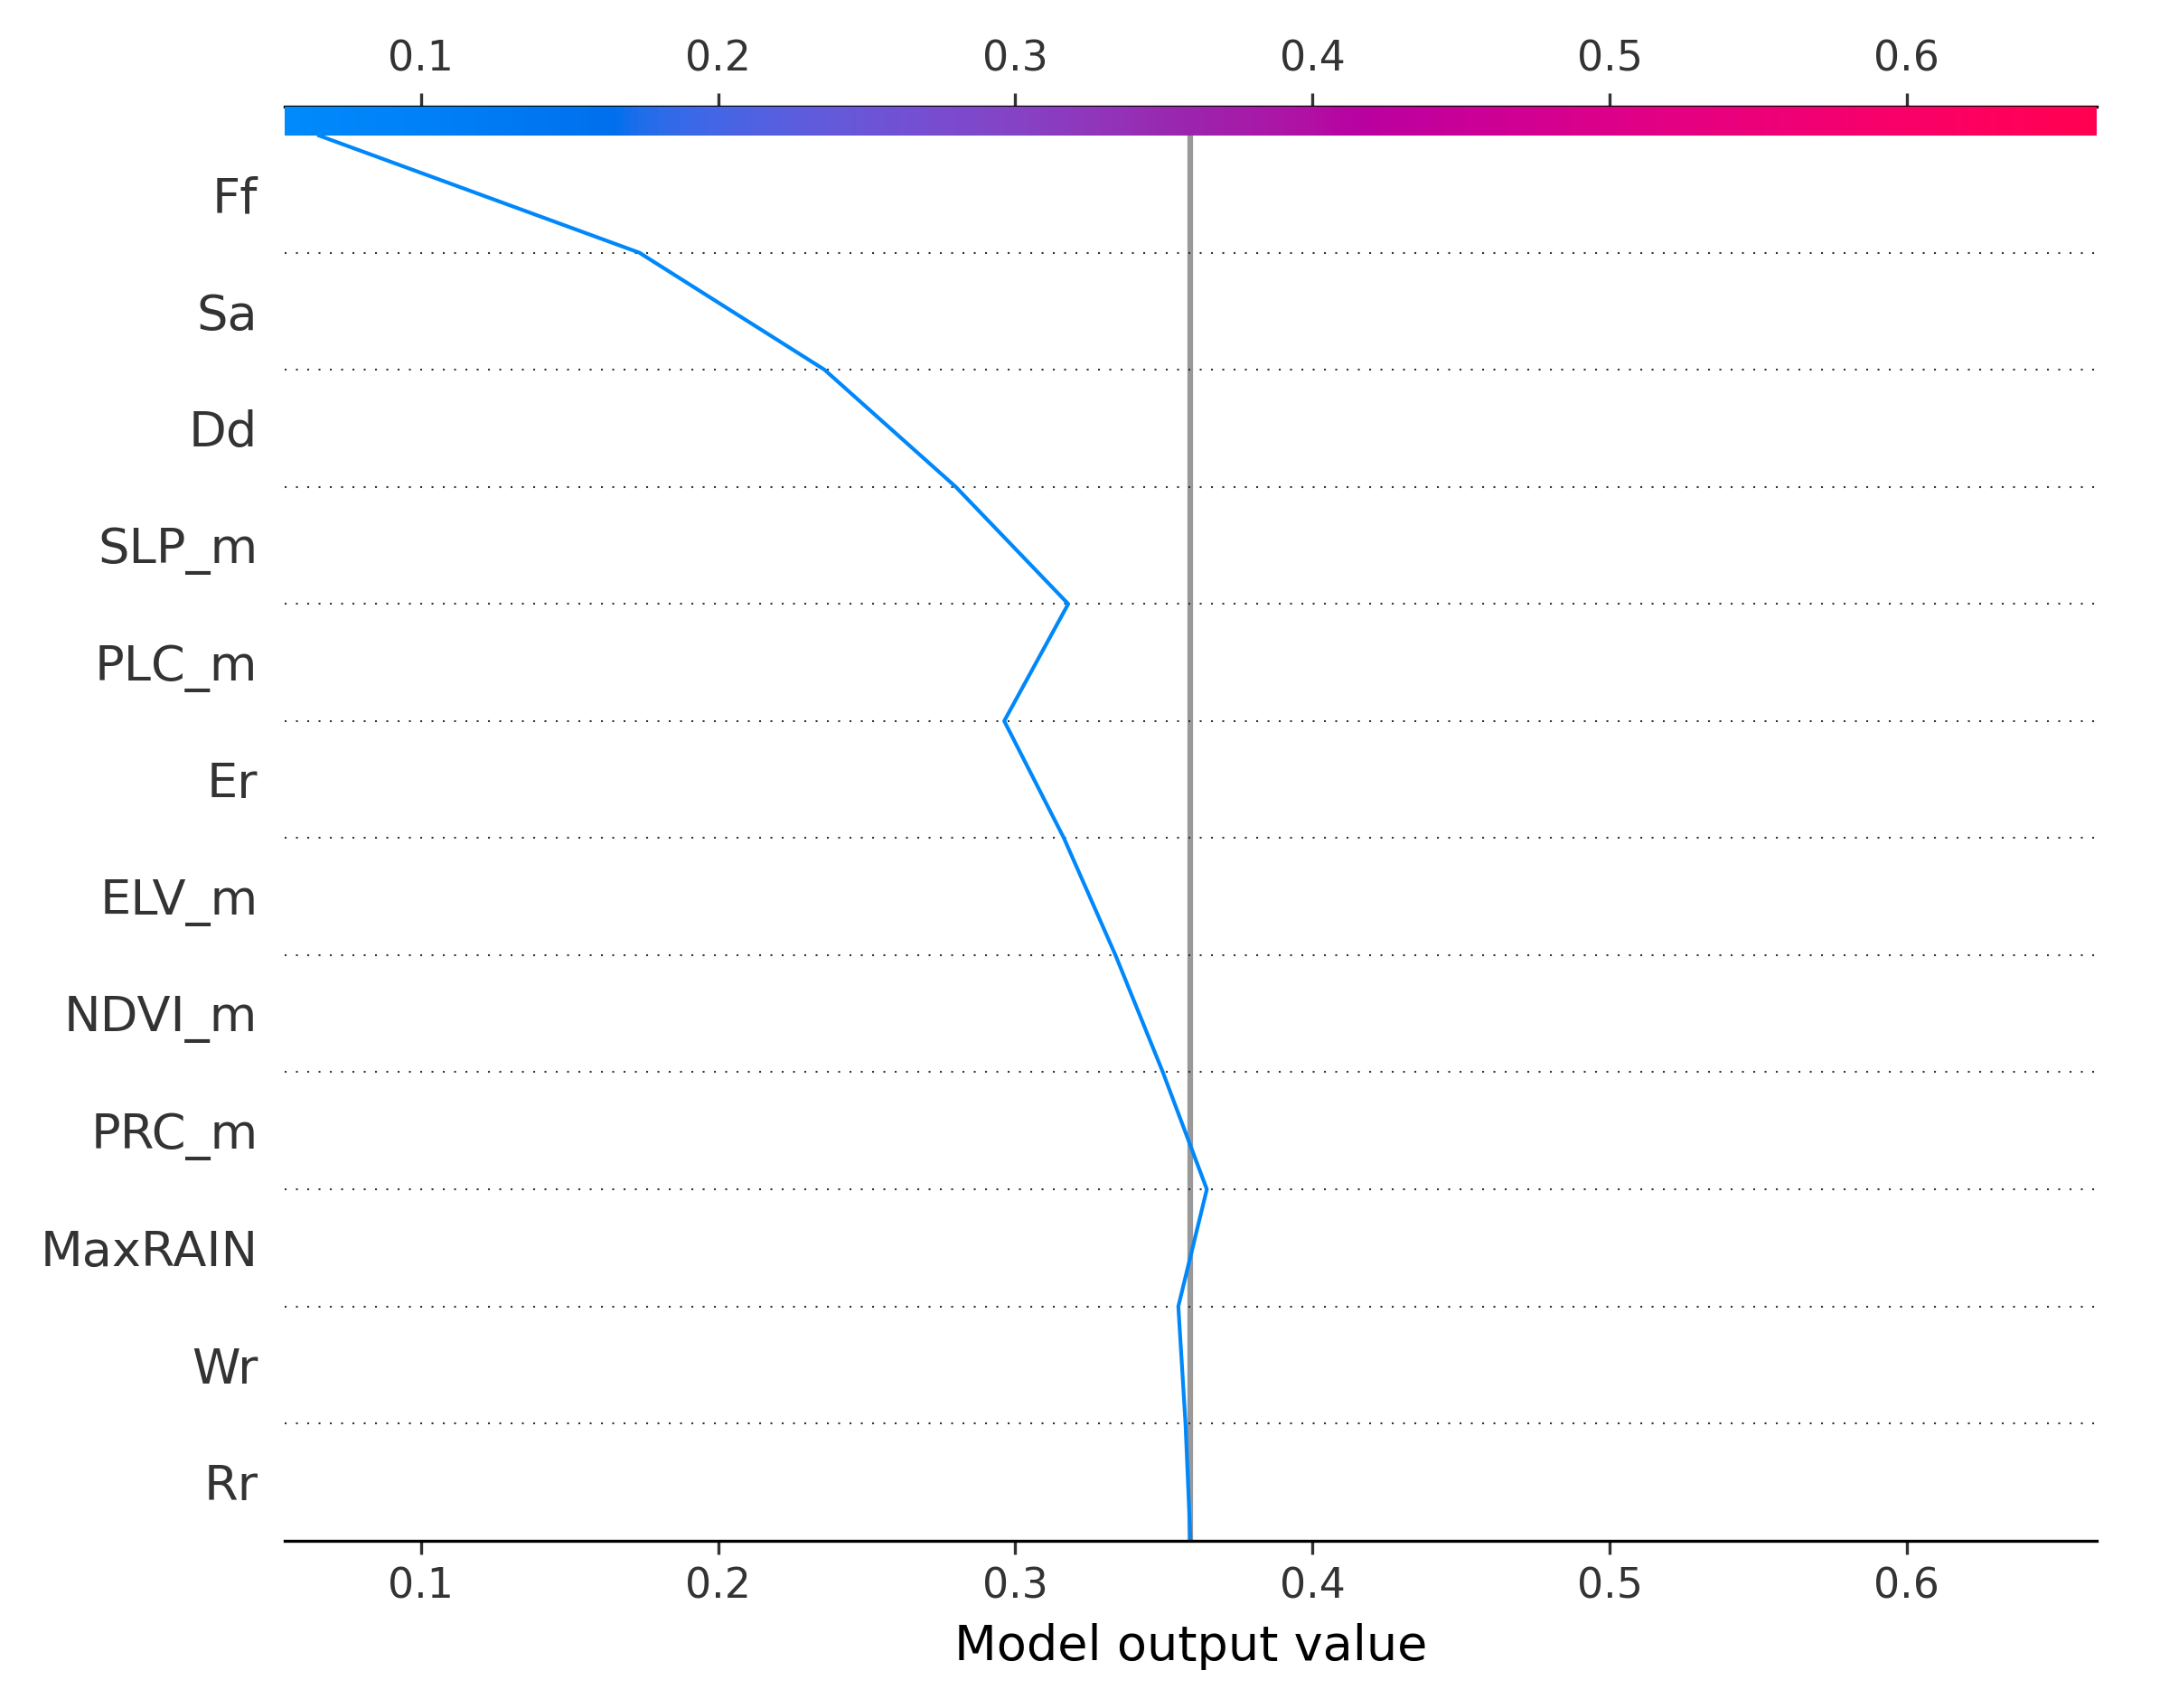 0.1 0.2 0.3 0.4 0.5 0.6
Ff
Sa
Dd
SLP_m
PLC_m
Er
ELV_m
NDVI_m
PRC_m
MaxRAIN
Wr
Rr
0.1 0.2 0.3 0.4 0.5 0.6
Model output value